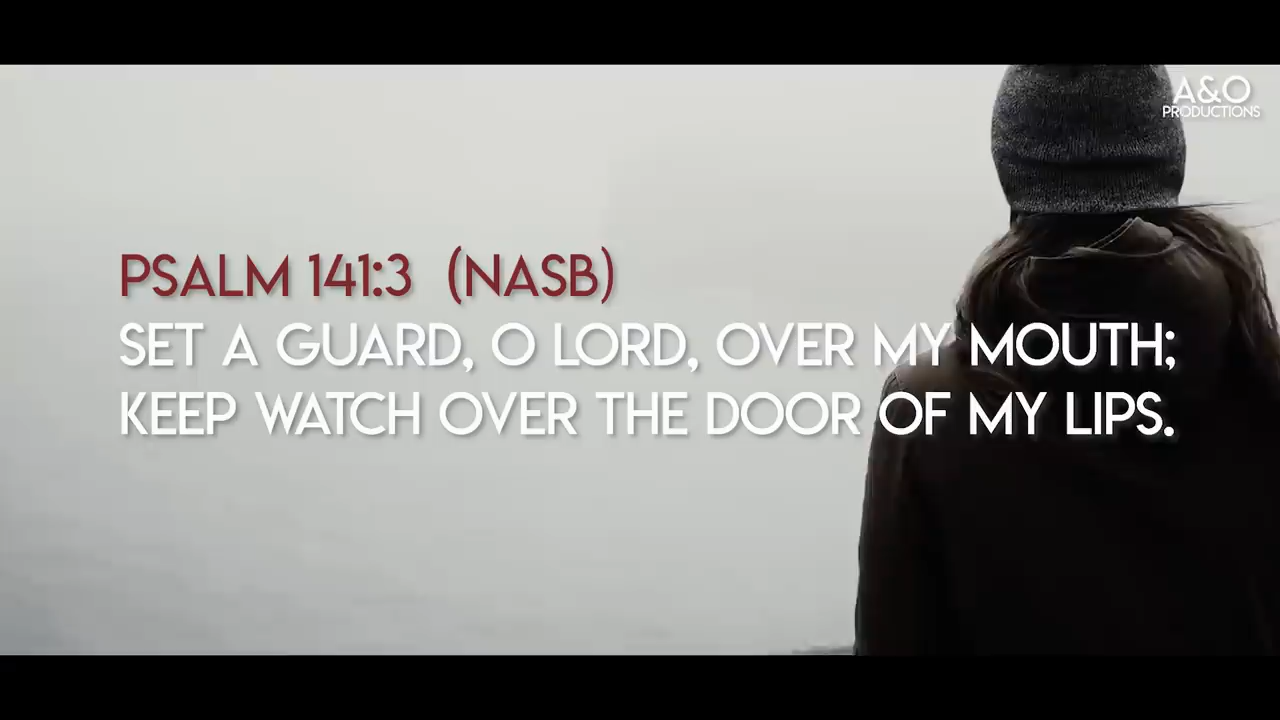 A&O
PRODUCTIONS
PSALM 141:3 (NASB)
SET A GUARD, O LORD, OVER MY MOUTH;
KEEP WATCH OVER THE DOOR OF MY LIPS.